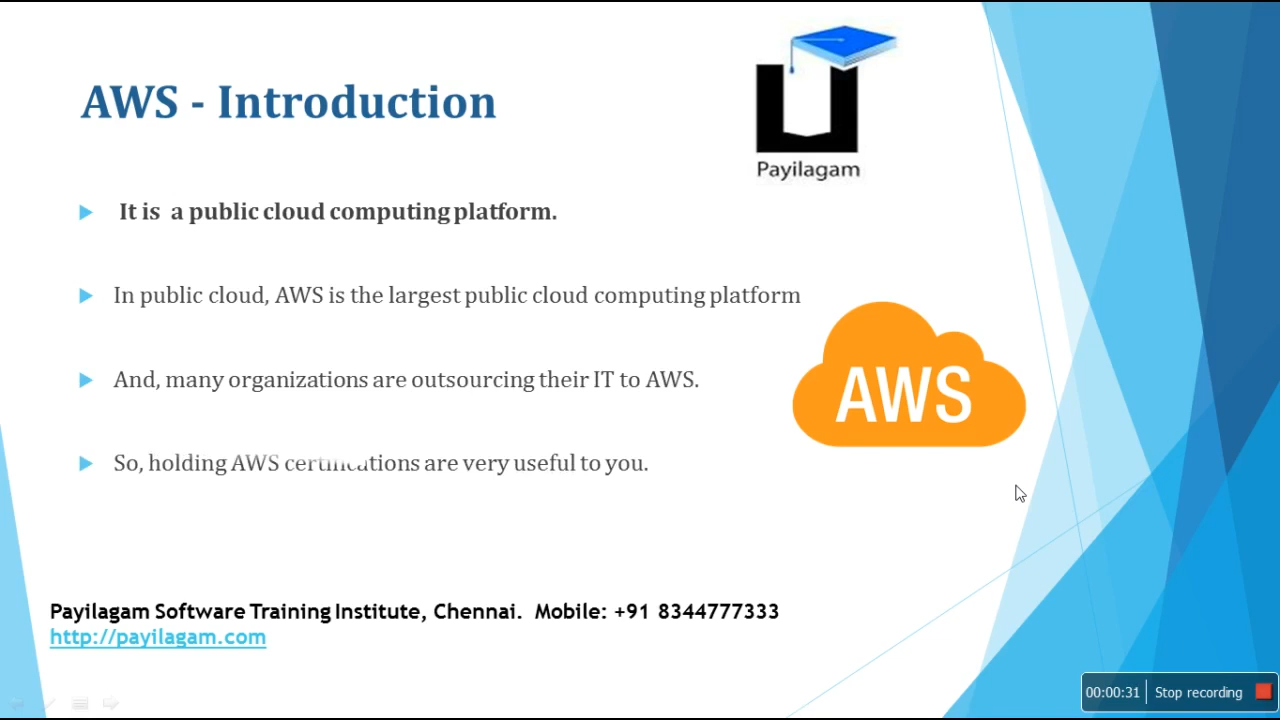 AWS - Introduction
Payilagam
It is a public cloud computing platform.
In public cloud, AWS is the largest public cloud computing platform
And, many organizations are outsourcing their IT to AWS.
AWS
So, holding AWS certifications are very useful to you.
Payilagam Software Training Institute, Chennai. Mobile: +91 8344777333
http://payilagam.com
00:00:31 Stop recording